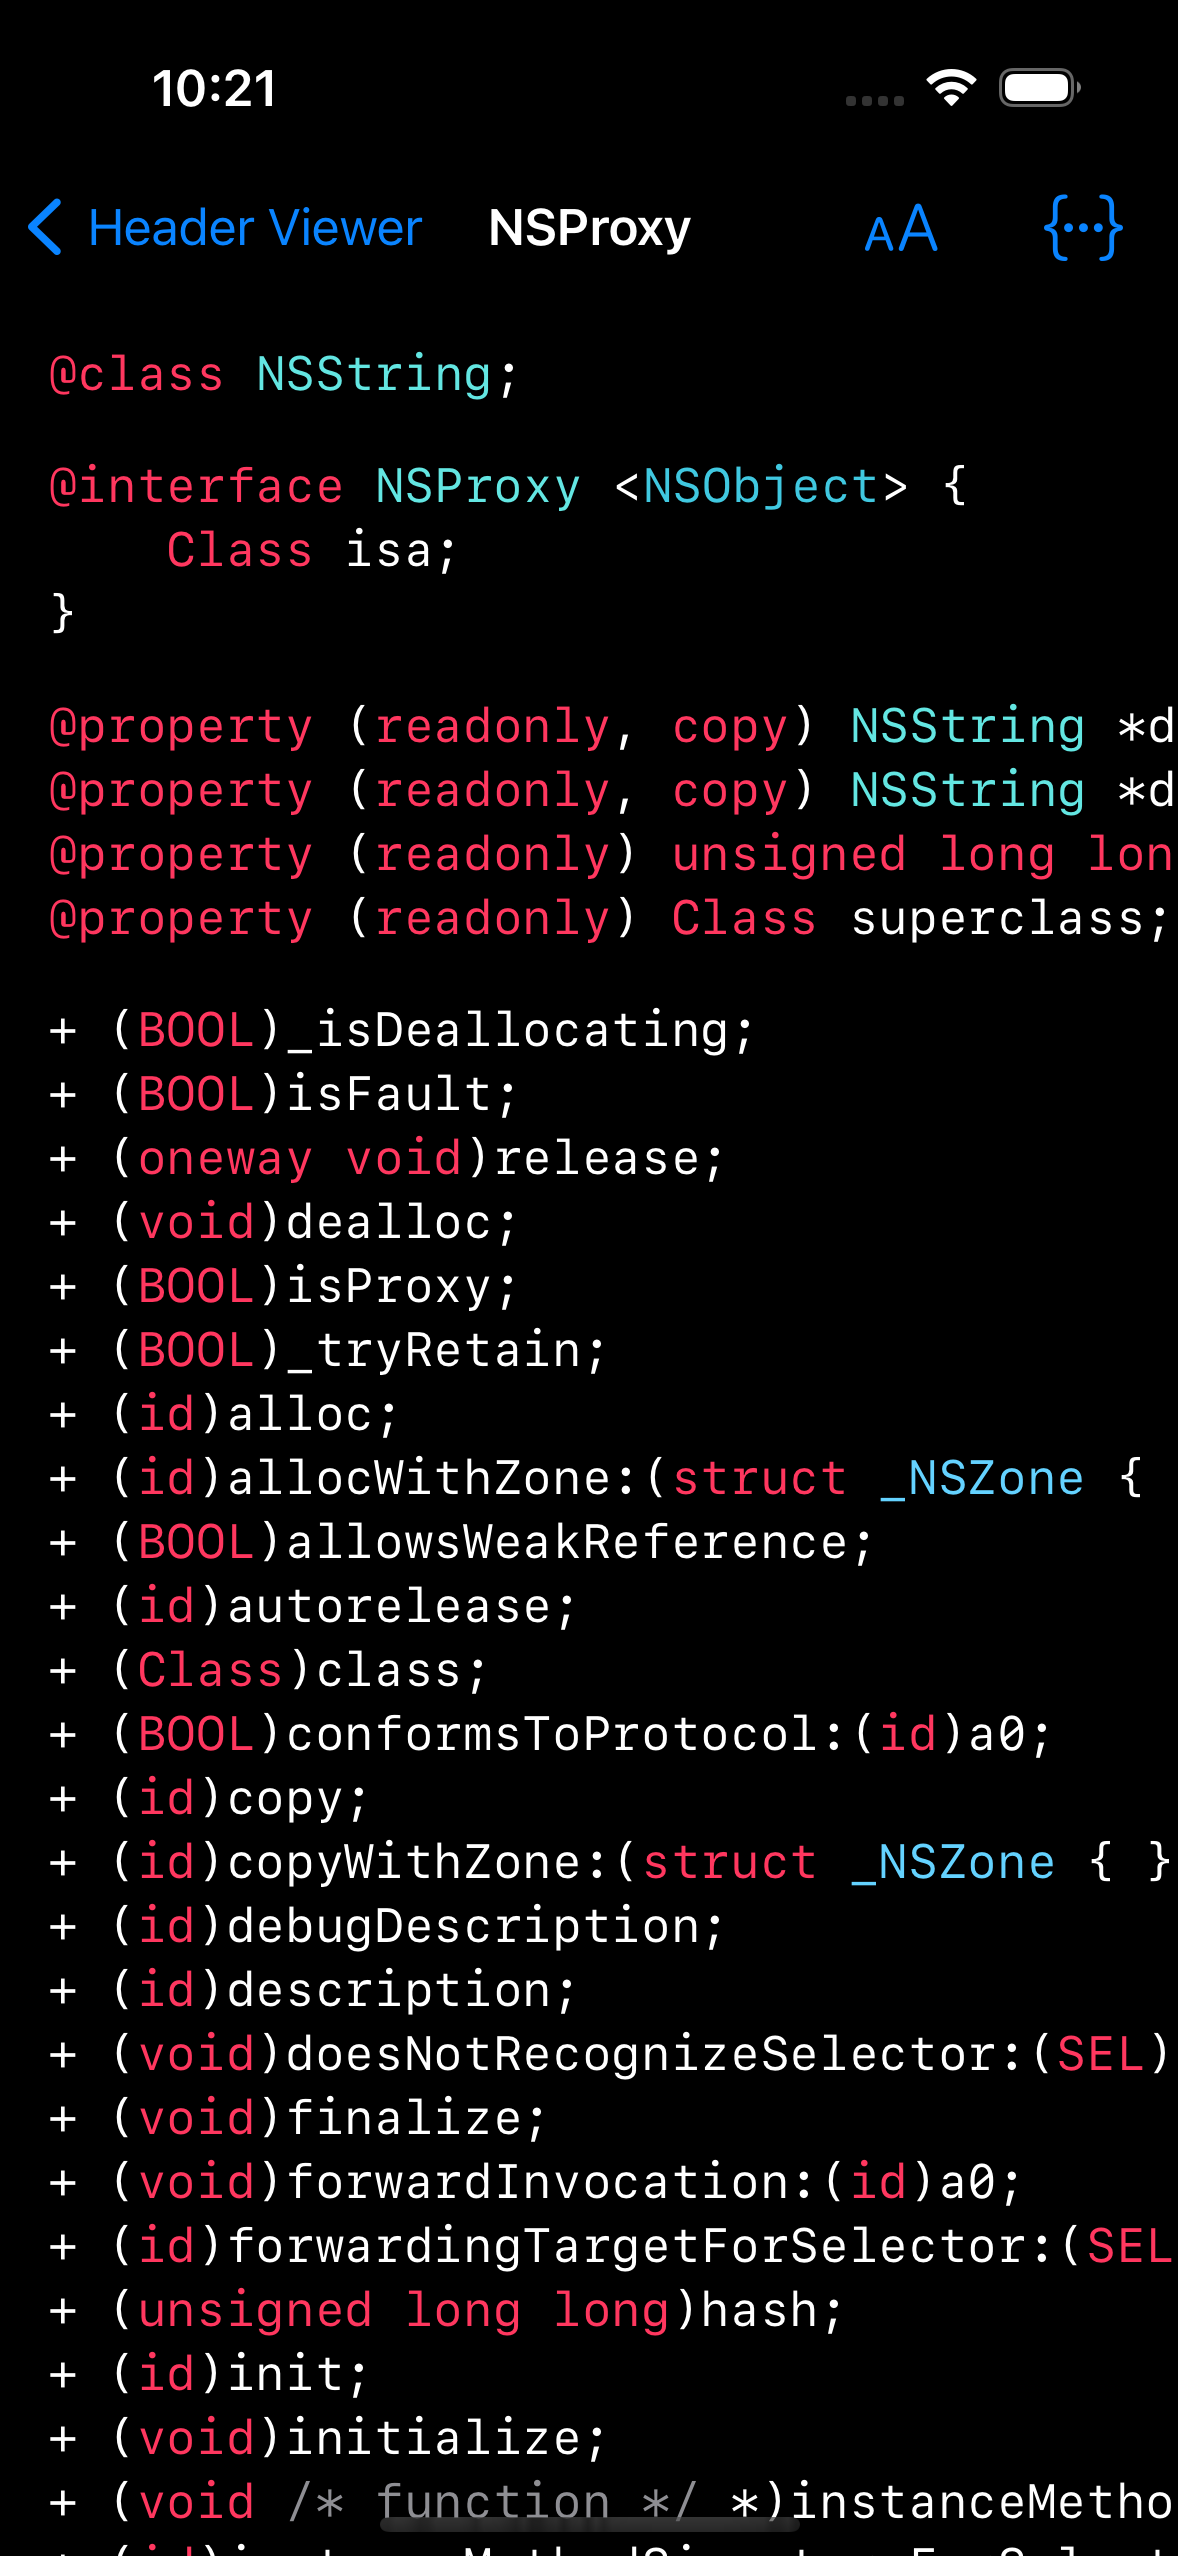 10:21
Header Viewer NSProxy AA {...}
@class NSString;
@interface NSProxy <NSObject> {
Class isa;
}
@property (readonly, copy) NSString *d
@property (readonly, copy) NSString *d
@property (readonly) unsigned long lon
@property (readonly) Class superclass;
+ (BOOL)_isDeallocating;
+ (BOOL)isFault;
+ (oneway void)release;
+ (void)dealloc;
+ (BOOL)isProxy;
+ (BOOL)_tryRetain;
+ (id)alloc;
+ (id)allocWithZone:(struct _NSZone {
+ (BOOL)allowsWeakReference;
+ (id)autorelease;
+ (Class)class;
+ (BOOL)conformsToProtocol:(id)a0;
+ (id)copy;
+ (id)copyWithZone:(struct _NSZone { }
+ (id)debugDescription;
+ (id)description;
+ (void)doesNotRecognizeSelector:(SEL)
+ (void)finalize;
+ (void)forwardInvocation:(id)a0;
+ (id)forwardingTargetForSelector:(SEL
+ (unsigned long long)hash;
+ (id)init;
+ (void)initialize;
+ (void /* function */ *)instanceMetho